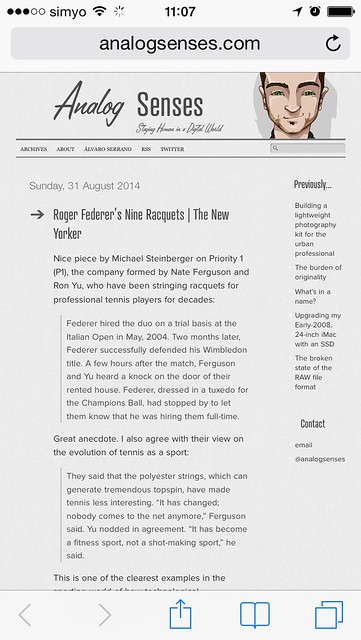 simyo 11:07
analogsenses.com
Analog Senses
Staying Human in a Digital World
ARCHIVES ABOUT ÁLVARO SERRANO RSS TWITTER
Sunday, 31 August 2014
➔ Roger Federer's Nine Racquets | The New
Yorker
Nice piece by Michael Steinberger on Priority 1
(P1), the company formed by Nate Ferguson and
Ron Yu, who have been stringing racquets for
professional tennis players for decades:
Federer hired the duo on a trial basis at the
Italian Open in May, 2004. Two months later,
Federer successfully defended his Wimbledon
title. A few hours after the match, Ferguson
and Yu heard a knock on the door of their
rented house. Federer, dressed in a tuxedo for
the Champions Ball, had stopped by to let
them know that he was hiring them full-time.
Great anecdote. I also agree with their view on
the evolution of tennis as a sport:
They said that the polyester strings, which can
generate tremendous topspin, have made
tennis less interesting. “It has changed;
nobody comes to the net anymore,” Ferguson
said. Yu nodded in agreement. “It has become
a fitness sport, not a shot-making sport,” he
said.
This is one of the clearest examples in the
Previously...
Building a
lightweight
photography
kit for the
urban
professional
The burden of
originality
What's in a
name?
Upgrading my
Early-2008,
24-inch iMac
with an SSD
The broken
state of the
RAW file
format
Contact
email
@analogsenses